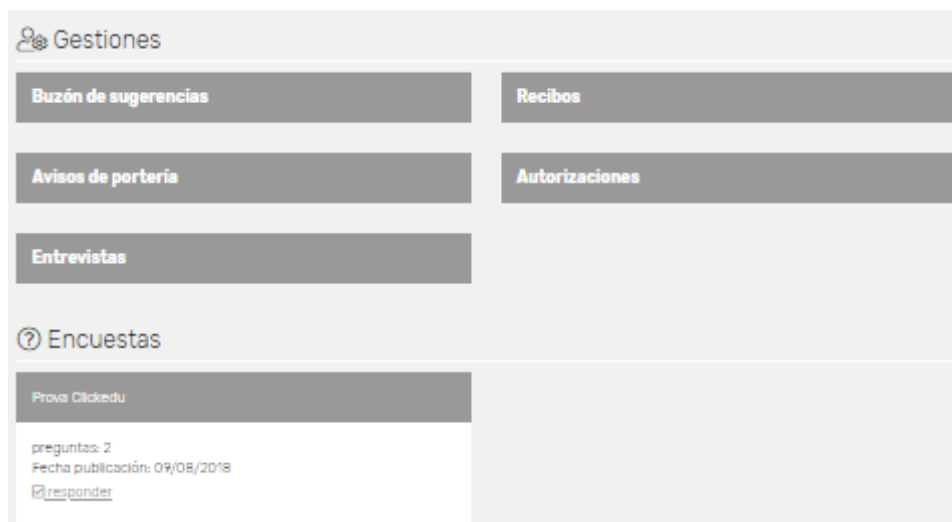 Gestiones
Buzón de sugerencias
Recibos
Avisos de portería
Autorizaciones
Entrevistas
Encuestas
Prova Clickedu
preguntas: 2
Fecha publicación: 09/08/2018
responder